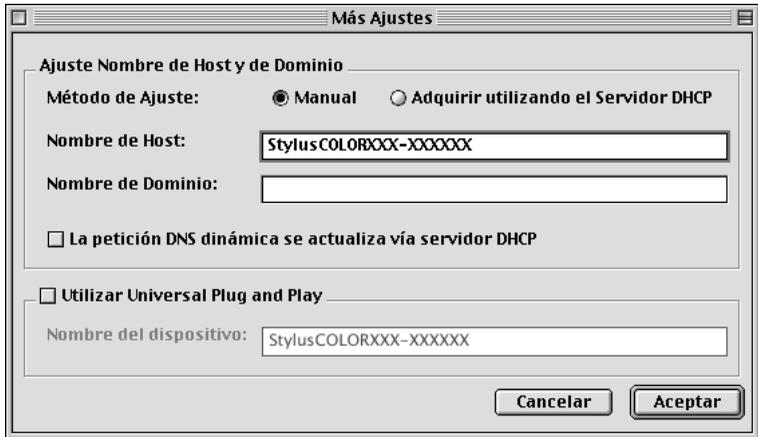 Más Ajustes
Ajuste Nombre de Host y de Dominio
Método de Ajuste: Manual Adquirir utilizando el Servidor DHCP
Nombre de Host: StylusCOLORXXX-XXXXXX
Nombre de Dominio:
La petición DNS dinámica se actualiza vía servidor DHCP
Utilizar Universal Plug and Play
Nombre del dispositivo: StylusCOLORXXX-XXXXXX
Cancelar Aceptar